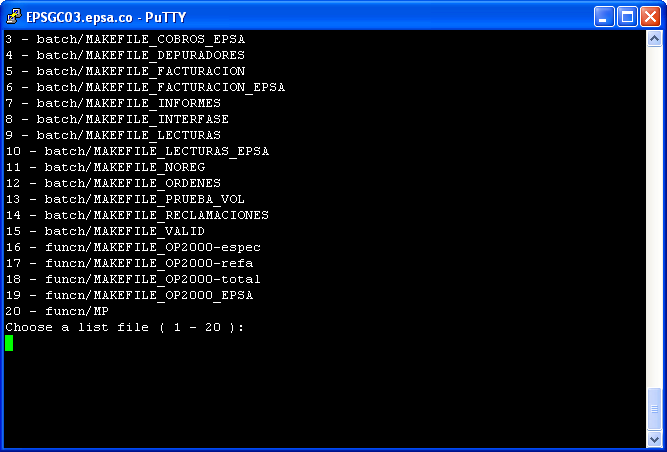 EPSGC03.epsa.co - PuTTY
3 - batch/MAKEFILE_COBROS_EPSA
4 - batch/MAKEFILE_DEPURADORES
5 - batch/MAKEFILE_FACTURACION
6 - batch/MAKEFILE_FACTURACION_EPSA
7 - batch/MAKEFILE_INFORMES
8 - batch/MAKEFILE_INTERFASE
9 - batch/MAKEFILE_LECTURAS
10 - batch/MAKEFILE_LECTURAS_EPSA
11 - batch/MAKEFILE_NOREG
12 - batch/MAKEFILE_ORDENES
13 - batch/MAKEFILE_PRUEBA_VOL
14 - batch/MAKEFILE_RECLAMACIONES
15 - batch/MAKEFILE_VALID
16 - funcn/MAKEFILE_OP2000-espec
17 - funcn/MAKEFILE_OP2000-refa
18 - funcn/MAKEFILE_OP2000-total
19 - funcn/MAKEFILE_OP2000_EPSA
20 - funcn/MP
Choose a list file ( 1 - 20 ):